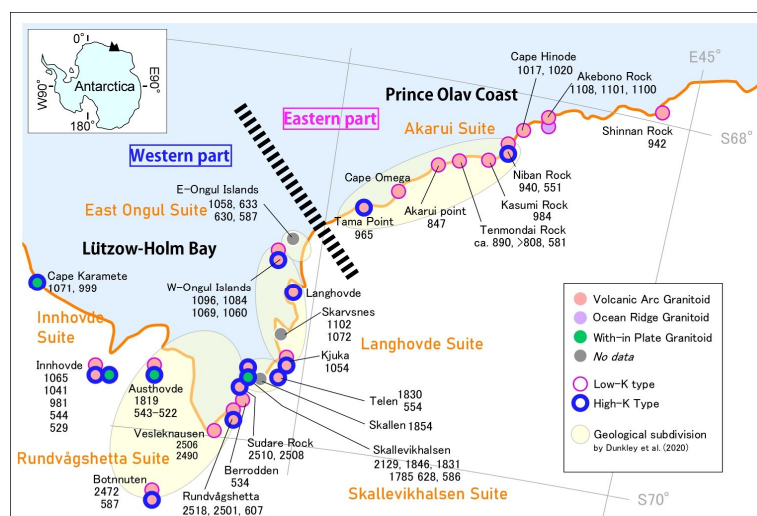 0°
W90°
Antarctica
E90°
180°
Prince Olav Coast
Cape Hinode
1017, 1020
Akebono Rock
1108, 1101, 1100
E45°
Shinnan Rock
942
S68°
Eastern part
Western part
Akarui Suite
Niban Rock
940, 551
Kasumi Rock
984
Tenmondai Rock
ca. 890, >808, 581
Akarui point
847
Cape Omega
Tama Point
965
E-Ongul Islands
1058, 633
630, 587
East Ongul Suite
Lützow-Holm Bay
W-Ongul Islands
1096, 1084
1069, 1060
Cape Karamete
1071, 999
Langhovde
Skarvsnes
1102
1072
Langhovde Suite
Kjuka
1054
Innhovde
Suite
Innhovde
1065
1041
981
544
529
Austhovde
1819
543-522
Telen
1830
554
Skallen 1854
Skallevikhalsen
2129, 1846, 1831
1785 628, 586
Skallevikhalsen Suite
Vesleknausen
2506
2490
Sudare Rock
2510, 2508
Berrodden
534
Rundvågshetta
2518, 2501, 607
Rundvågshetta Suite
Botnnuten
2472
587
S70°
Volcanic Arc Granitoid
Ocean Ridge Granitoid
With-in Plate Granitoid
No data
Low-K type
High-K Type
Geological subdivision
by Dunkley et al. (2020)